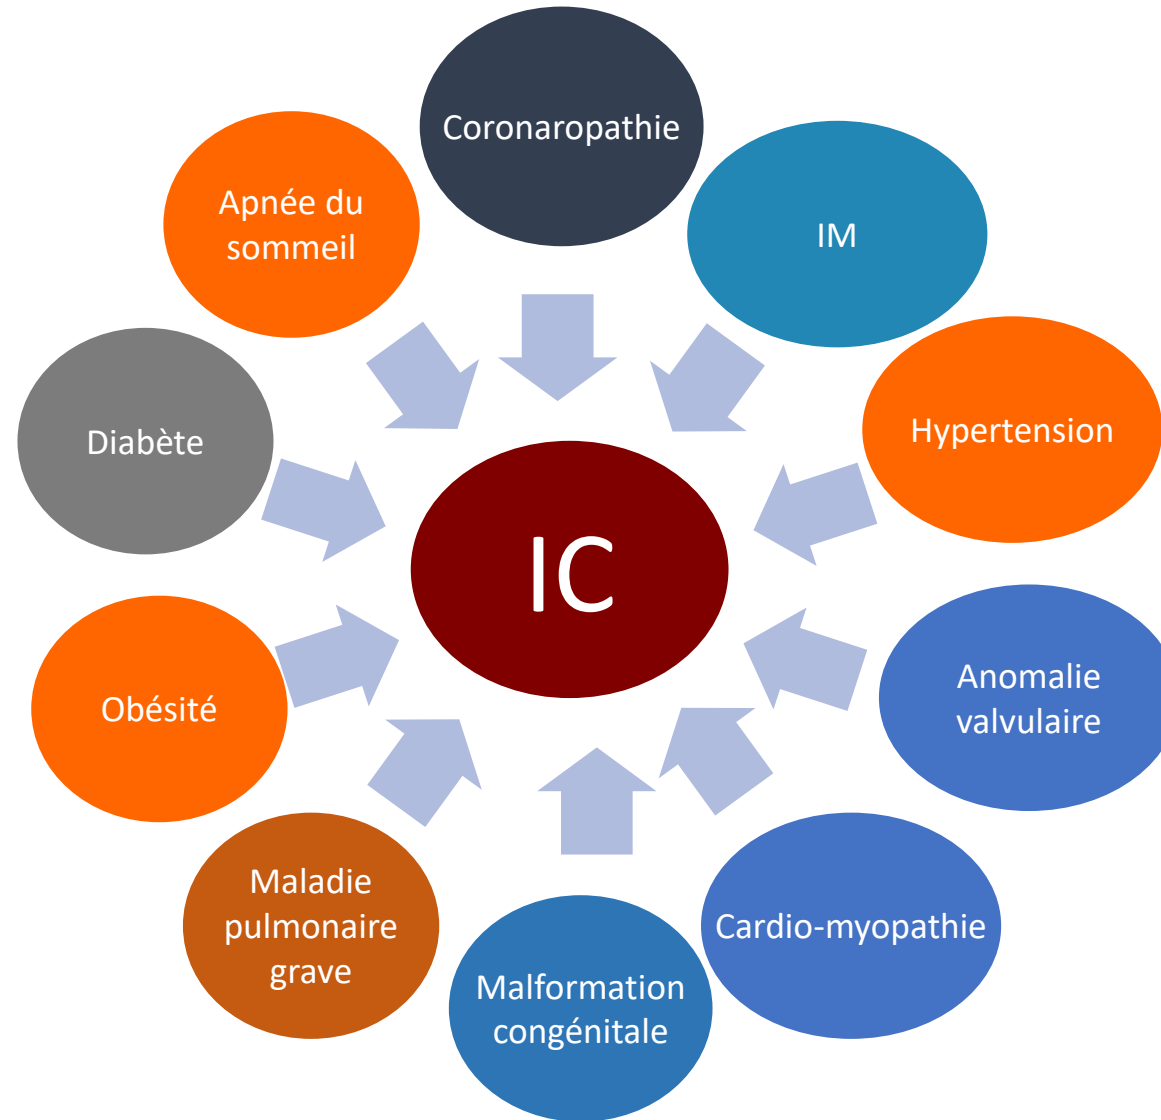 Coronaropathie
IM
Hypertension
Anomalie
valvulaire
Cardio-myopathie
Malformation
congénitale
Maladie
pulmonaire
grave
Obésité
Diabète
Apnée du
sommeil
IC